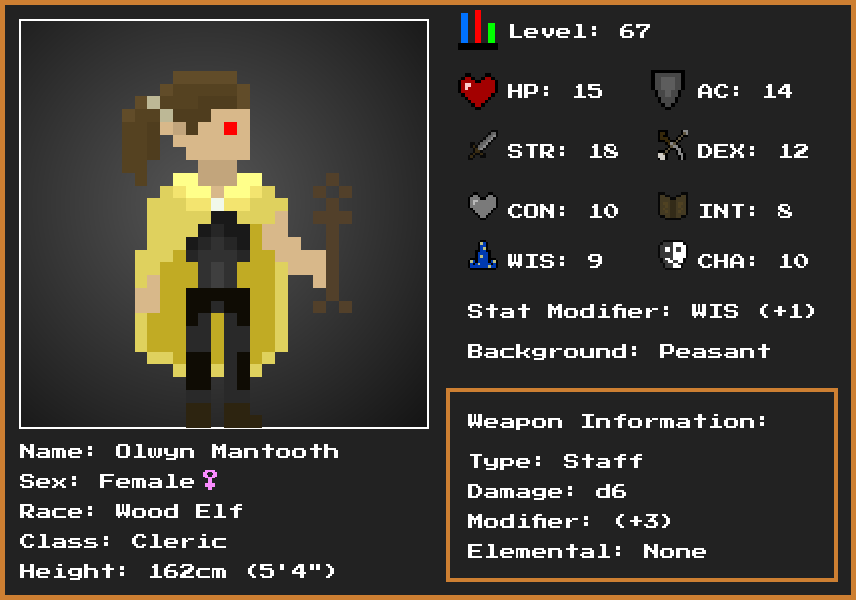 Level: 67
HP: 15
AC: 14
STR: 18
DEX: 12
CON: 10
INT: 8
WIS: 9
CHA: 10
Stat Modifier: WIS (+1)
Background: Peasant
Weapon Information:
Type: Staff
Damage: d6
Modifier: (+3)
Elemental: None
Name: Olwyn Mantooth
Sex: Female♀
Race: Wood Elf
Class: Cleric
Height: 162cm (5'4")